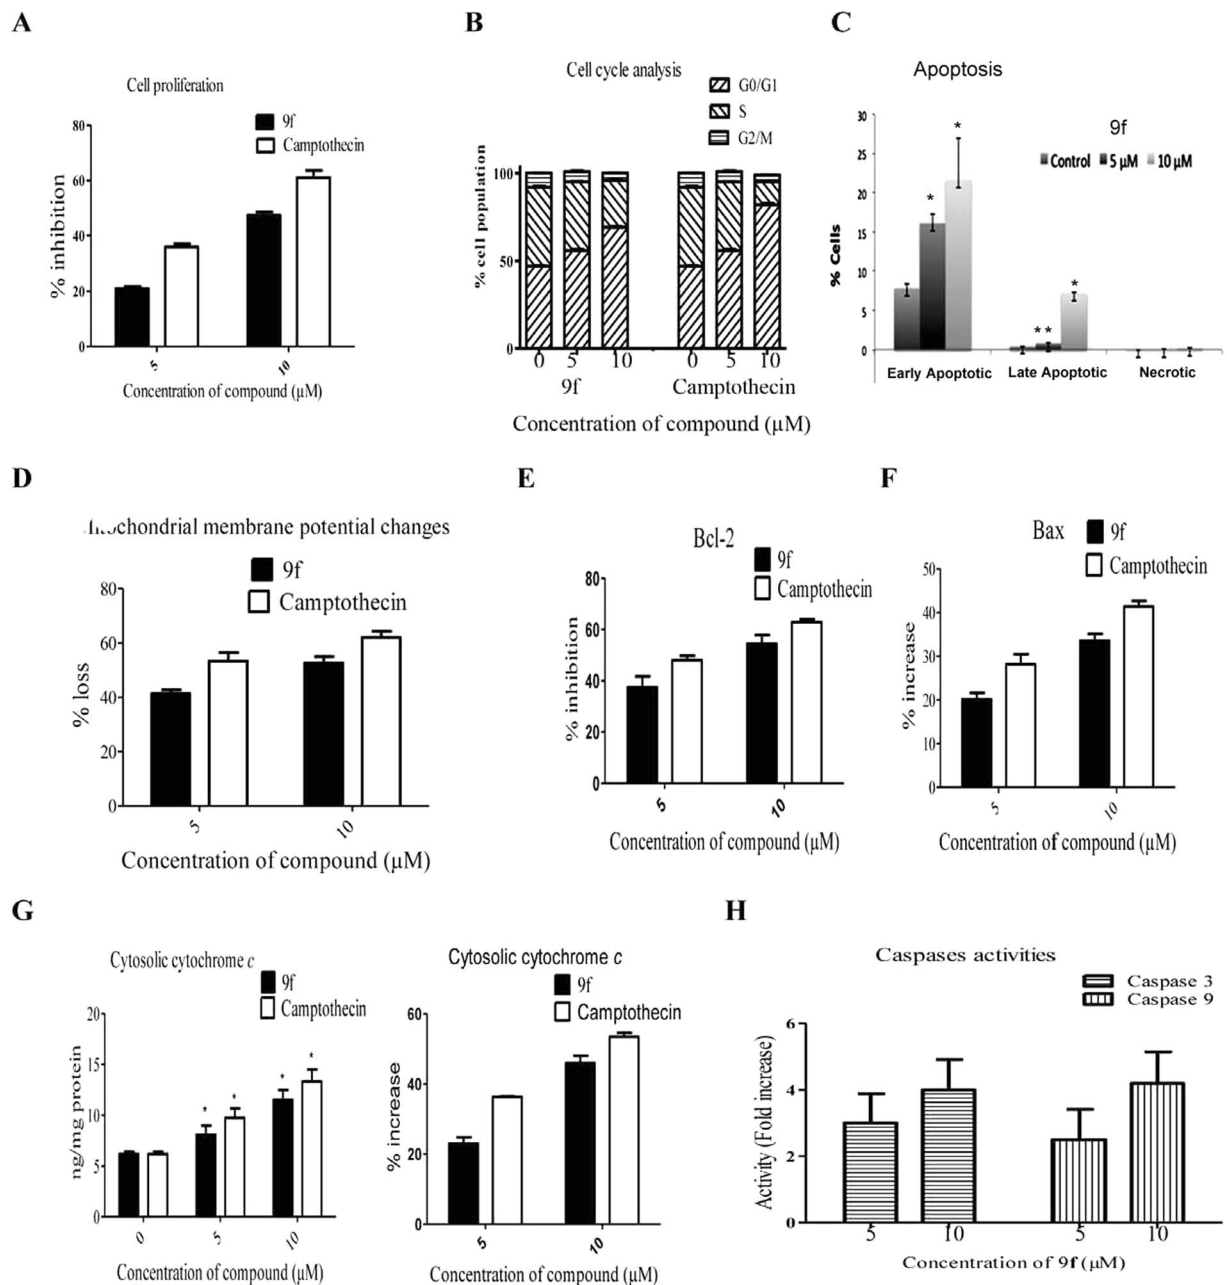 A
Cell proliferation
9f
Camptothecin
80
60
40
20
0
% inhibition
5
10
Concentration of compound (µM)
B
Cell cycle analysis
G0/G1
S
G2/M
100
50
0
% cell population
0 5 10 0 5 10
9f Camptothecin
Concentration of compound (µM)
C
Apoptosis
9f
Control 5 µM 10 µM
30
25
20
15
10
5
0
% Cells
*
*
* *
*
Early Apoptotic Late Apoptotic Necrotic
D
ochondrial membrane potential changes
9f
Camptothecin
80
60
40
20
0
% loss
5
10
Concentration of compound (µM)
E
Bcl-2
9f
Camptothecin
80
60
40
20
0
% inhibition
5
10
Concentration of compound (µM)
F
Bax
9f
Camptothecin
50
40
30
20
10
0
% increase
5
10
Concentration of compound (µM)
G
Cytosolic cytochrome c
9f
Camptothecin
20
15
10
5
0
ng/mg protein
* * * *
0
5
10
Concentration of compound (µM)
Cytosolic cytochrome c
9f
Camptothecin
60
40
20
0
% increase
5
10
Concentration of compound (µM)
H
Caspases activities
Caspase 3
Caspase 9
6
4
2
0
Activity (Fold increase)
5 10 5 10
Concentration of 9f (µM)